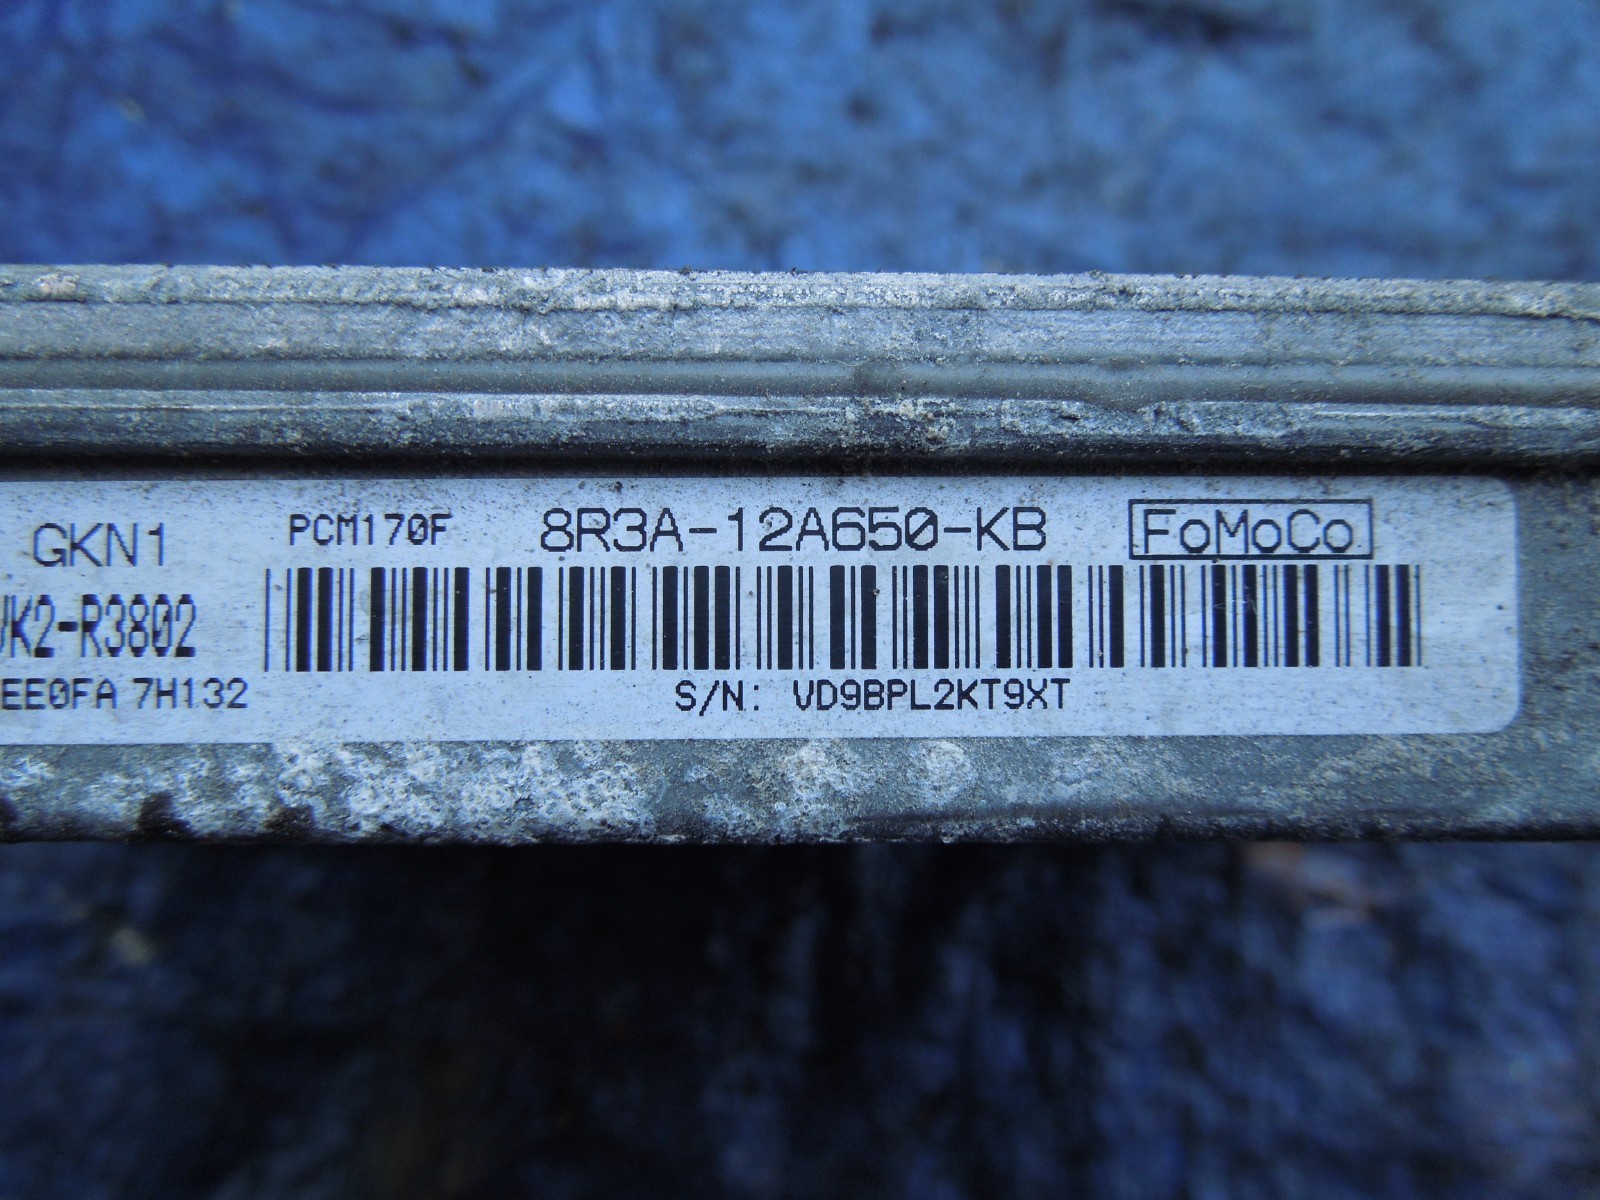 GKN1 PCM170F 8R3A-12A650-KB FoMoCo
K2-R3802
EE0FA 7H132 S/N: VD9BPL2KT9XT